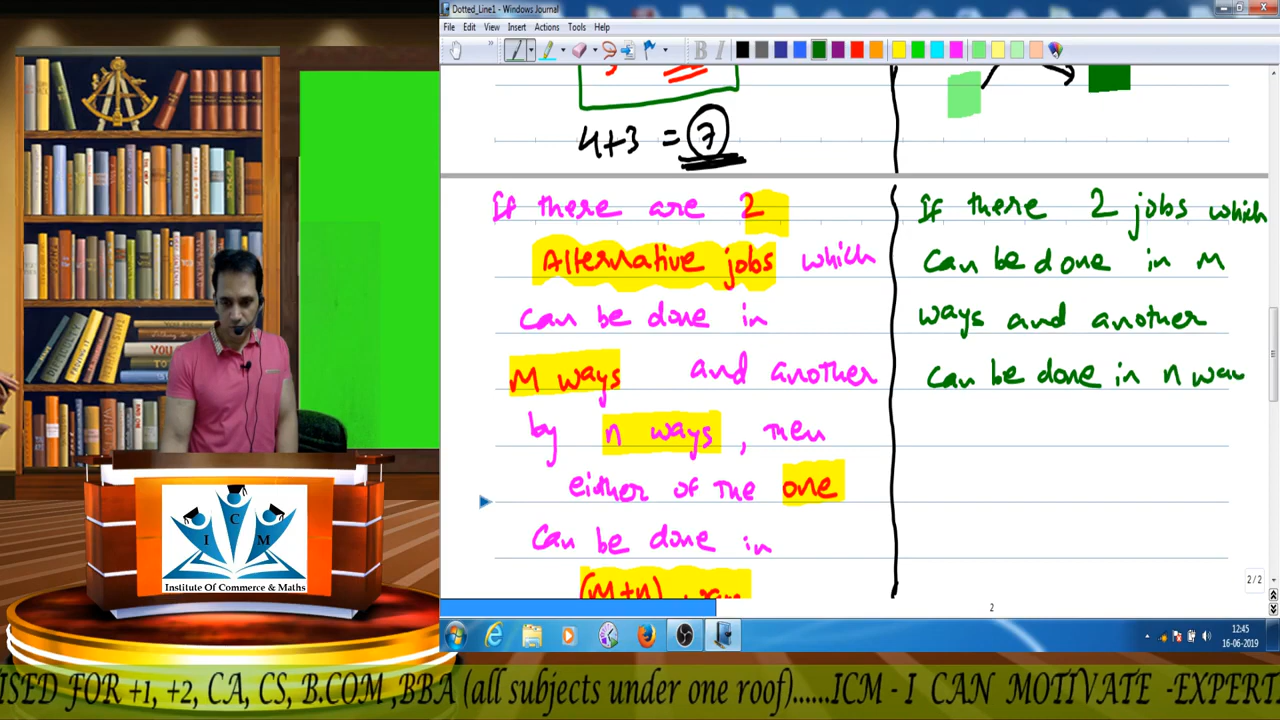 Dotted_Line1 - Windows Journal
File Edit View Insert Actions Tools Help
B I
4+3 = 7
If there are 2
Alternative jobs which
can be done in
M ways and another
by n ways, then
either of the one
can be done in
(M+n) way
If there 2 jobs which
can be done in M
ways and another
can be done in n way
2/2
2
12:45
16-06-2019
I C M
Institute Of Commerce & Maths
ISED FOR +1, +2, CA, CS, B.COM ,BBA (all subjects under one roof)......ICM - I CAN MOTIVATE -EXPERT